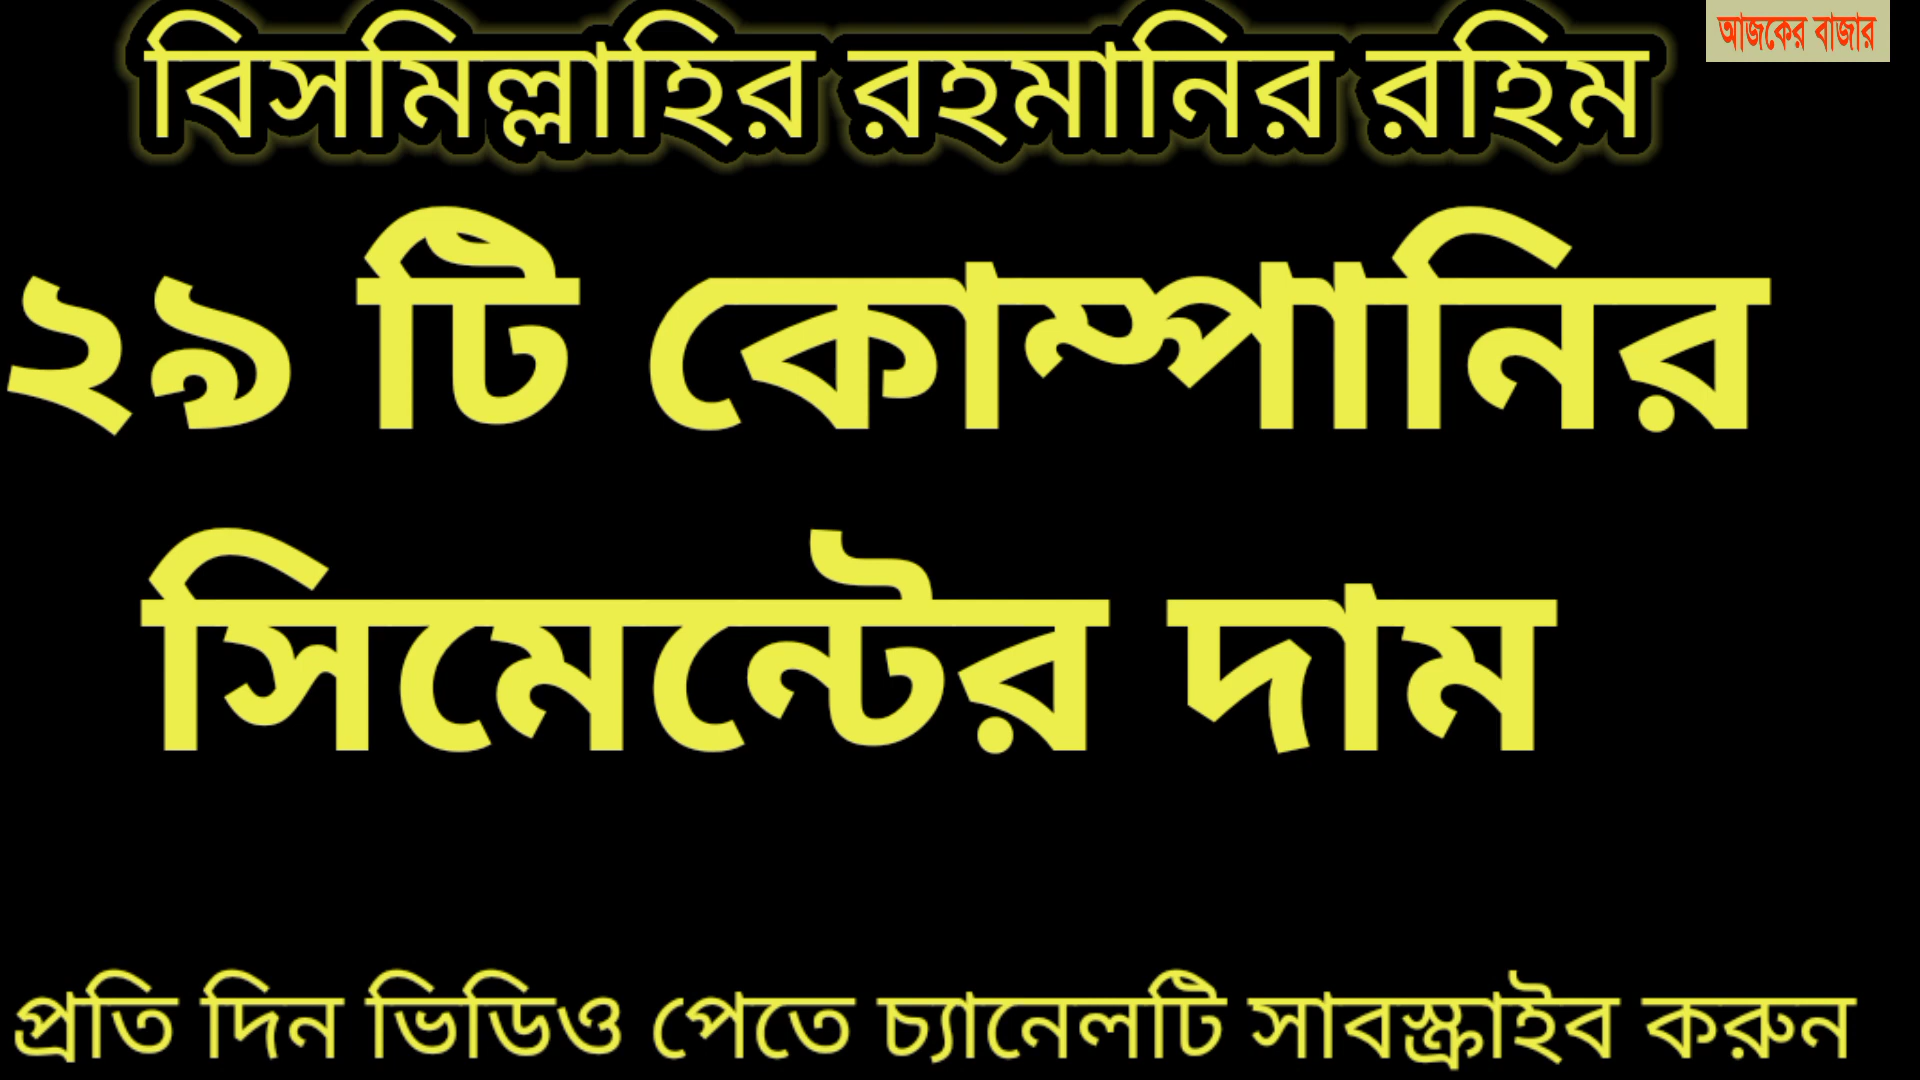 বিসমিল্লাহির রহমানির রহিম
আজকের বাজার
২৯ টি কোম্পানির
সিমেন্টের দাম
প্রতি দিন ভিডিও পেতে চ্যানেলটি সাবস্ক্রাইব করুন